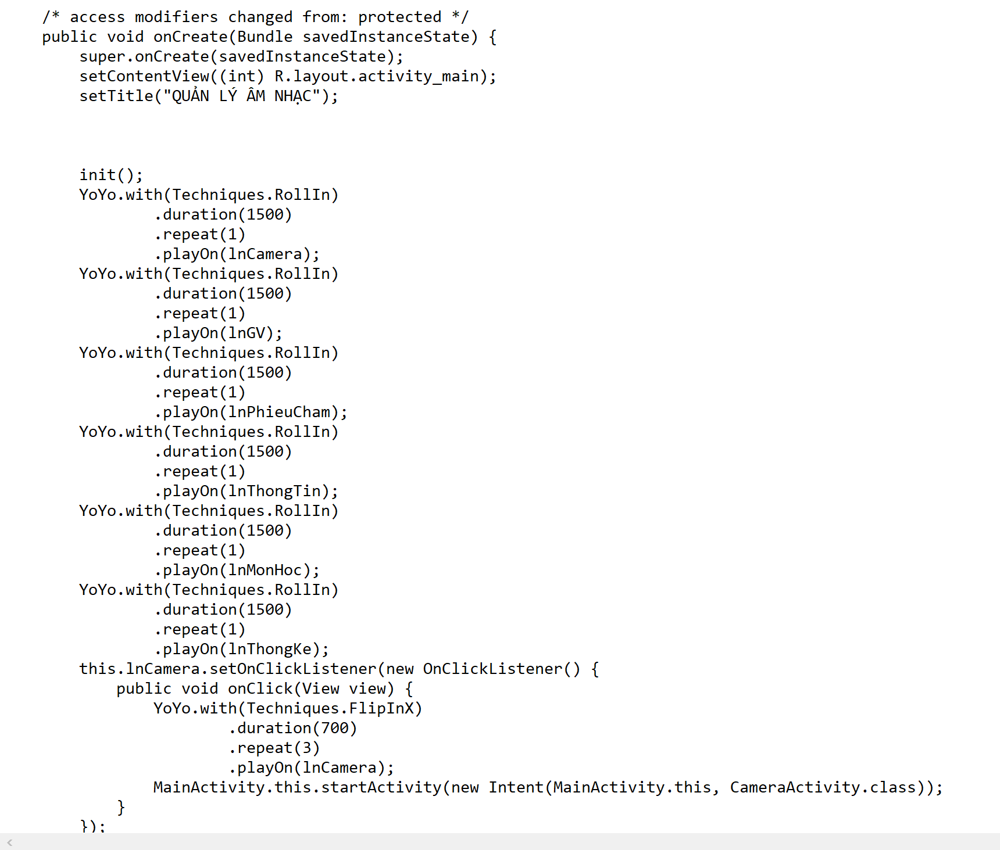 /* access modifiers changed from: protected */
public void onCreate(Bundle savedInstanceState) {
super.onCreate(savedInstanceState);
setContentView((int) R.layout.activity_main);
setTitle("QUẢN LÝ ÂM NHẠC");
init();
YoYo.with(Techniques.RollIn)
.duration(1500)
.repeat(1)
.playOn(lnCamera);
YoYo.with(Techniques.RollIn)
.duration(1500)
.repeat(1)
.playOn(lnGV);
YoYo.with(Techniques.RollIn)
.duration(1500)
.repeat(1)
.playOn(lnPhieuCham);
YoYo.with(Techniques.RollIn)
.duration(1500)
.repeat(1)
.playOn(lnThongTin);
YoYo.with(Techniques.RollIn)
.duration(1500)
.repeat(1)
.playOn(lnMonHoc);
YoYo.with(Techniques.RollIn)
.duration(1500)
.repeat(1)
.playOn(lnThongKe);
this.lnCamera.setOnClickListener(new OnClickListener() {
public void onClick(View view) {
YoYo.with(Techniques.FlipInX)
.duration(700)
.repeat(3)
.playOn(lnCamera);
MainActivity.this.startActivity(new Intent(MainActivity.this, CameraActivity.class));
}
});